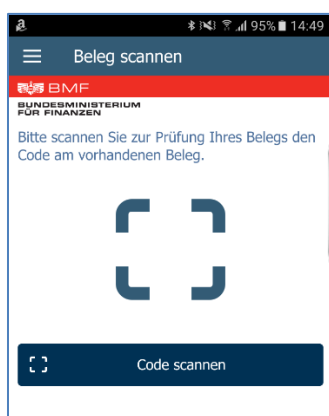 a 95% 14:49
Beleg scannen
BMF
BUNDESMINISTERIUM
FÜR FINANZEN
Bitte scannen Sie zur Prüfung Ihres Belegs den
Code am vorhandenen Beleg.
Code scannen